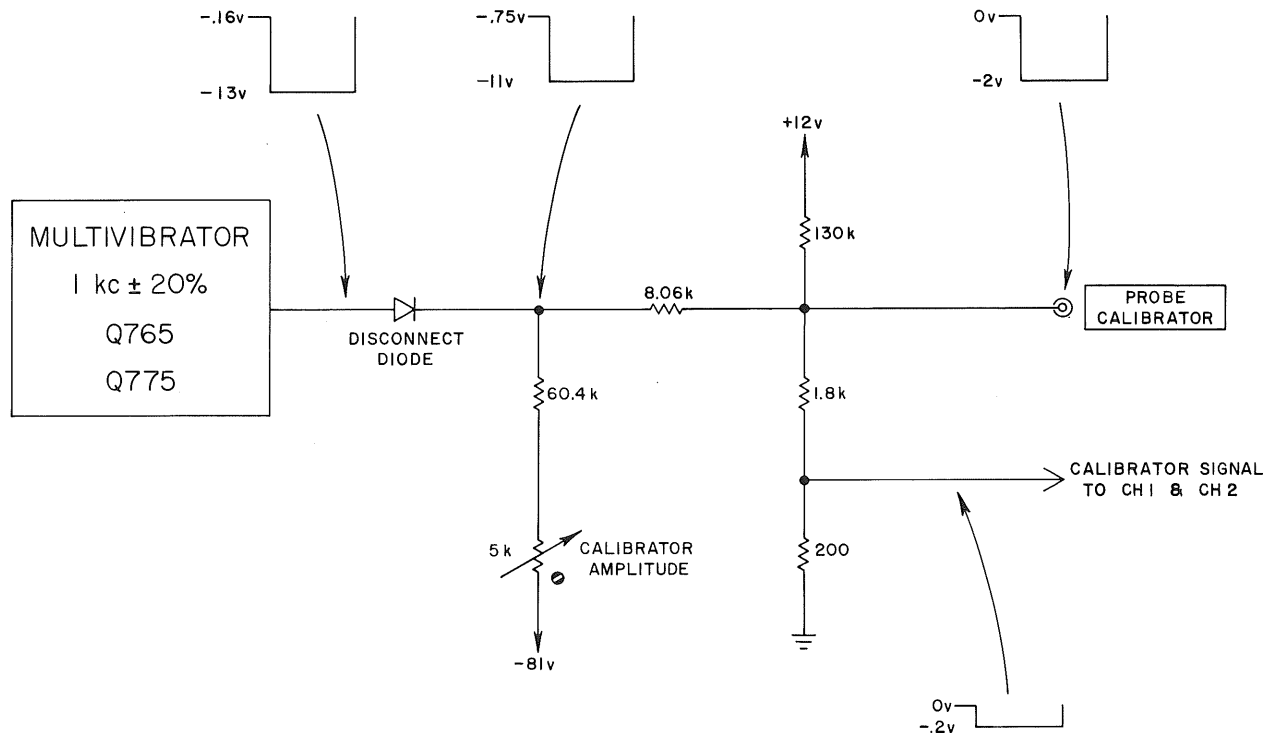 -.16v
-13v
-.75v
-11v
0v
-2v
+12v
MULTIVIBRATOR
1 kc ± 20%
Q765
Q775
DISCONNECT
DIODE
8.06k
130k
PROBE
CALIBRATOR
60.4k
1.8k
CALIBRATOR SIGNAL
TO CH1 & CH2
5k
CALIBRATOR
AMPLITUDE
200
-81v
0v
-.2v